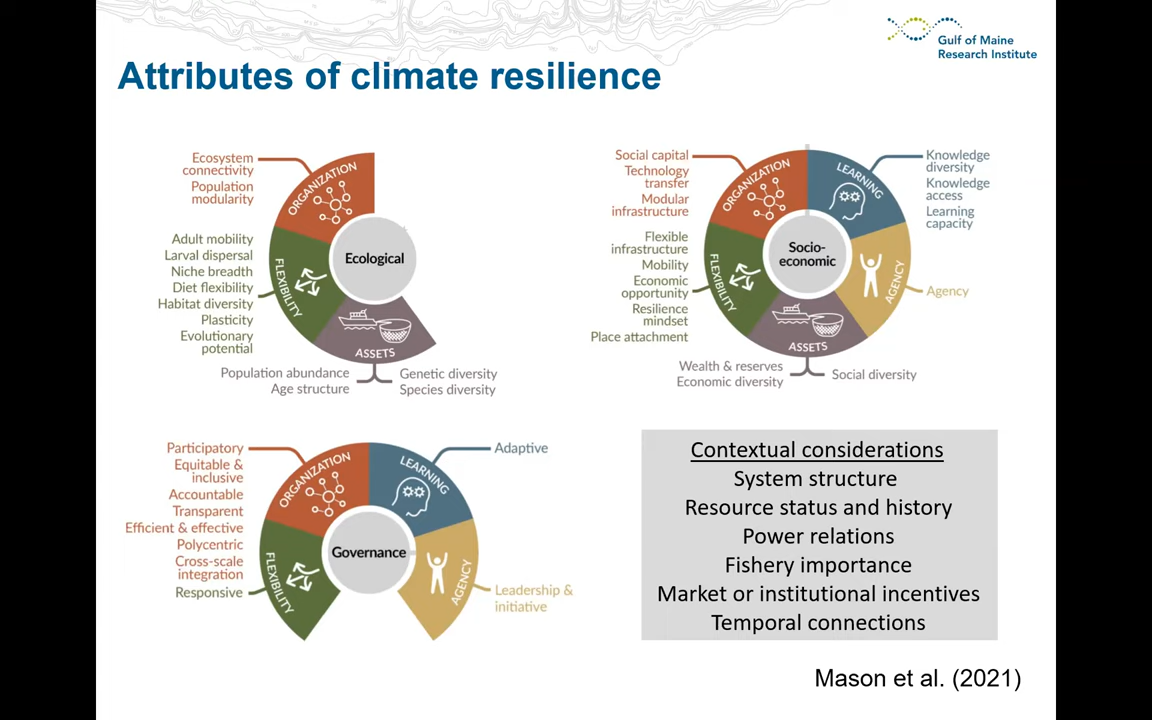 Gulf of Maine
Research Institute
Attributes of climate resilience
Ecosystem
connectivity
Population
modularity
Adult mobility
Larval dispersal
Niche breadth
Diet flexibility
Habitat diversity
Plasticity
Evolutionary
potential
ORGANIZATION
FLEXIBILITY
ASSETS
Ecological
Population abundance
Age structure
Genetic diversity
Species diversity
Social capital
Technology
transfer
Modular
infrastructure
Flexible
infrastructure
Mobility
Economic
opportunity
Resilience
mindset
Place attachment
ORGANIZATION
LEARNING
FLEXIBILITY
AGENCY
ASSETS
Socio-
economic
Knowledge
diversity
Knowledge
access
Learning
capacity
Agency
Wealth & reserves
Economic diversity
Social diversity
Participatory
Equitable &
inclusive
Accountable
Transparent
Efficient & effective
Polycentric
Cross-scale
integration
Responsive
ORGANIZATION
LEARNING
FLEXIBILITY
AGENCY
Governance
Adaptive
Leadership &
initiative
Contextual considerations
System structure
Resource status and history
Power relations
Fishery importance
Market or institutional incentives
Temporal connections
Mason et al. (2021)